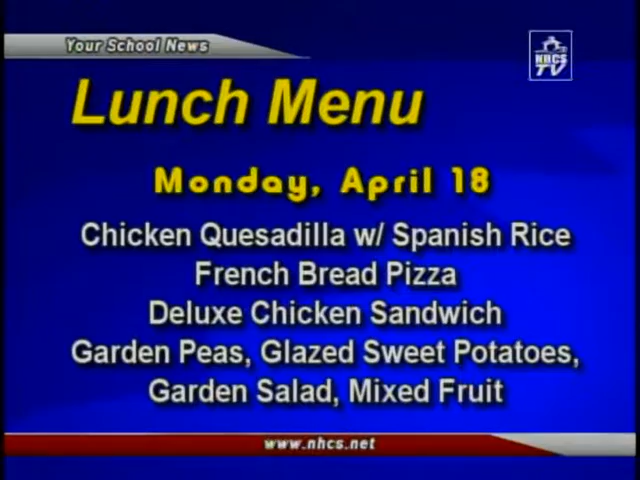 Your School News
NHCS
TV
Lunch Menu
Monday, April 18
Chicken Quesadilla w/ Spanish Rice
French Bread Pizza
Deluxe Chicken Sandwich
Garden Peas, Glazed Sweet Potatoes,
Garden Salad, Mixed Fruit
www.nhcs.net